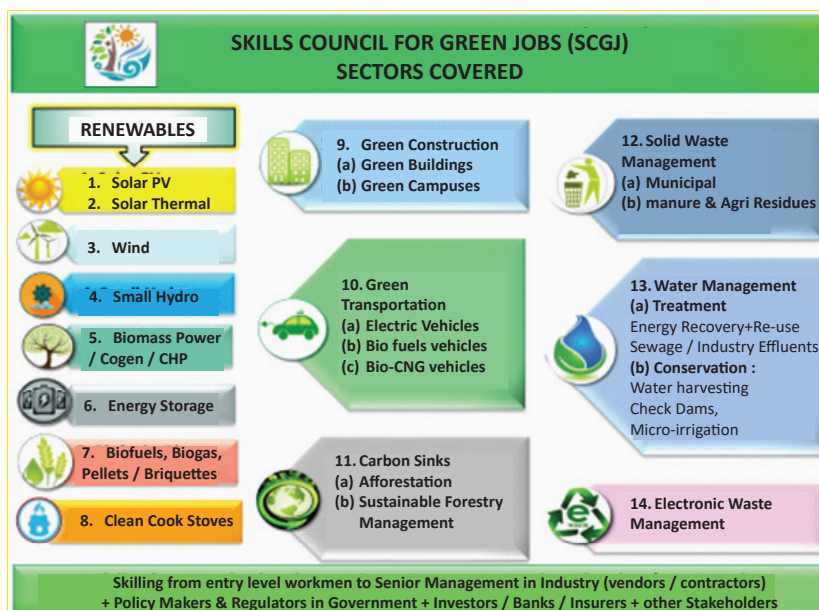 SKILLS COUNCIL FOR GREEN JOBS (SCGJ)
SECTORS COVERED
RENEWABLES
1. Solar PV
2. Solar Thermal
3. Wind
4. Small Hydro
5. Biomass Power
/ Cogen / CHP
6. Energy Storage
7. Biofuels, Biogas,
Pellets / Briquettes
8. Clean Cook Stoves
9. Green Construction
(a) Green Buildings
(b) Green Campuses
10. Green
Transportation
(a) Electric Vehicles
(b) Bio fuels vehicles
(c) Bio-CNG vehicles
11. Carbon Sinks
(a) Afforestation
(b) Sustainable Forestry
Management
12. Solid Waste
Management
(a) Municipal
(b) manure & Agri Residues
13. Water Management
(a) Treatment
Energy Recovery+Re-use
Sewage / Industry Effluents
(b) Conservation :
Water harvesting
Check Dams,
Micro-irrigation
14. Electronic Waste
Management
Skilling from entry level workmen to Senior Management in Industry (vendors / contractors)
+ Policy Makers & Regulators in Government + Investors / Banks / Insurers + other Stakeholders